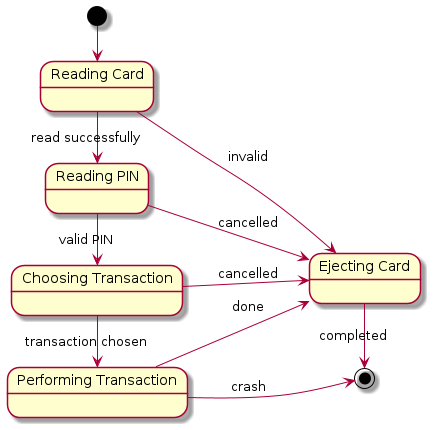 Reading Card
read successfully
invalid
Reading PIN
cancelled
valid PIN
Choosing Transaction
cancelled
Ejecting Card
done
transaction chosen
completed
Performing Transaction
crash